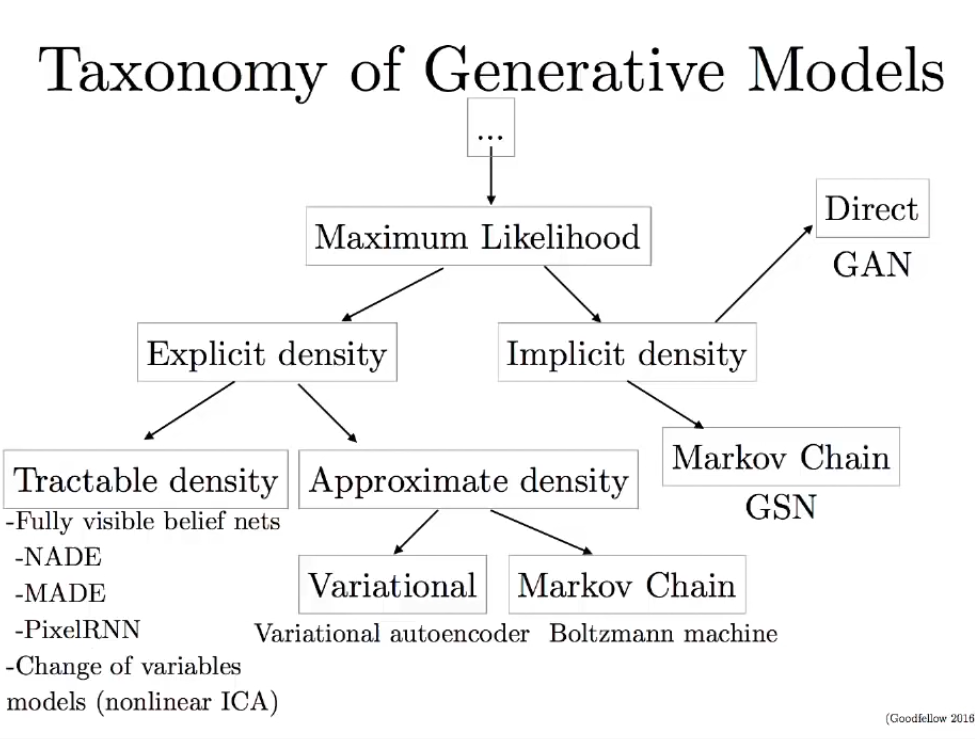 Taxonomy of Generative Models
...
Maximum Likelihood
Direct
GAN
Explicit density
Implicit density
Markov Chain
GSN
Tractable density
-Fully visible belief nets
-NADE
-MADE
-PixelRNN
-Change of variables
models (nonlinear ICA)
Approximate density
Variational
Variational autoencoder
Markov Chain
Boltzmann machine
(Goodfellow 2016